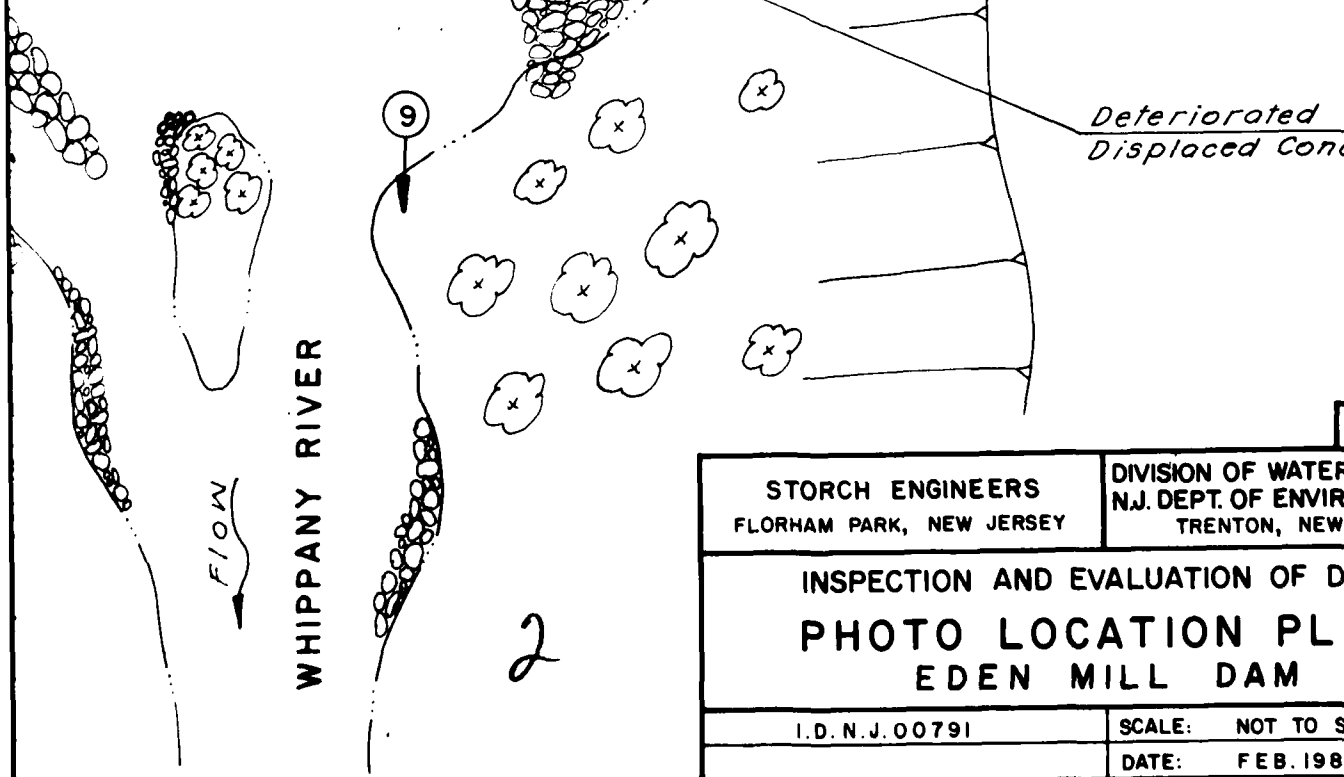 9
Deteriorated
Displaced Conc
WHIPPANY RIVER
Flow
2
STORCH ENGINEERS
FLORHAM PARK, NEW JERSEY
DIVISION OF WATER
N.J. DEPT. OF ENVIR
TRENTON, NEW
INSPECTION AND EVALUATION OF D
PHOTO LOCATION PL
EDEN MILL DAM
I.D. N.J. 00791
SCALE: NOT TO S
DATE: FEB. 198